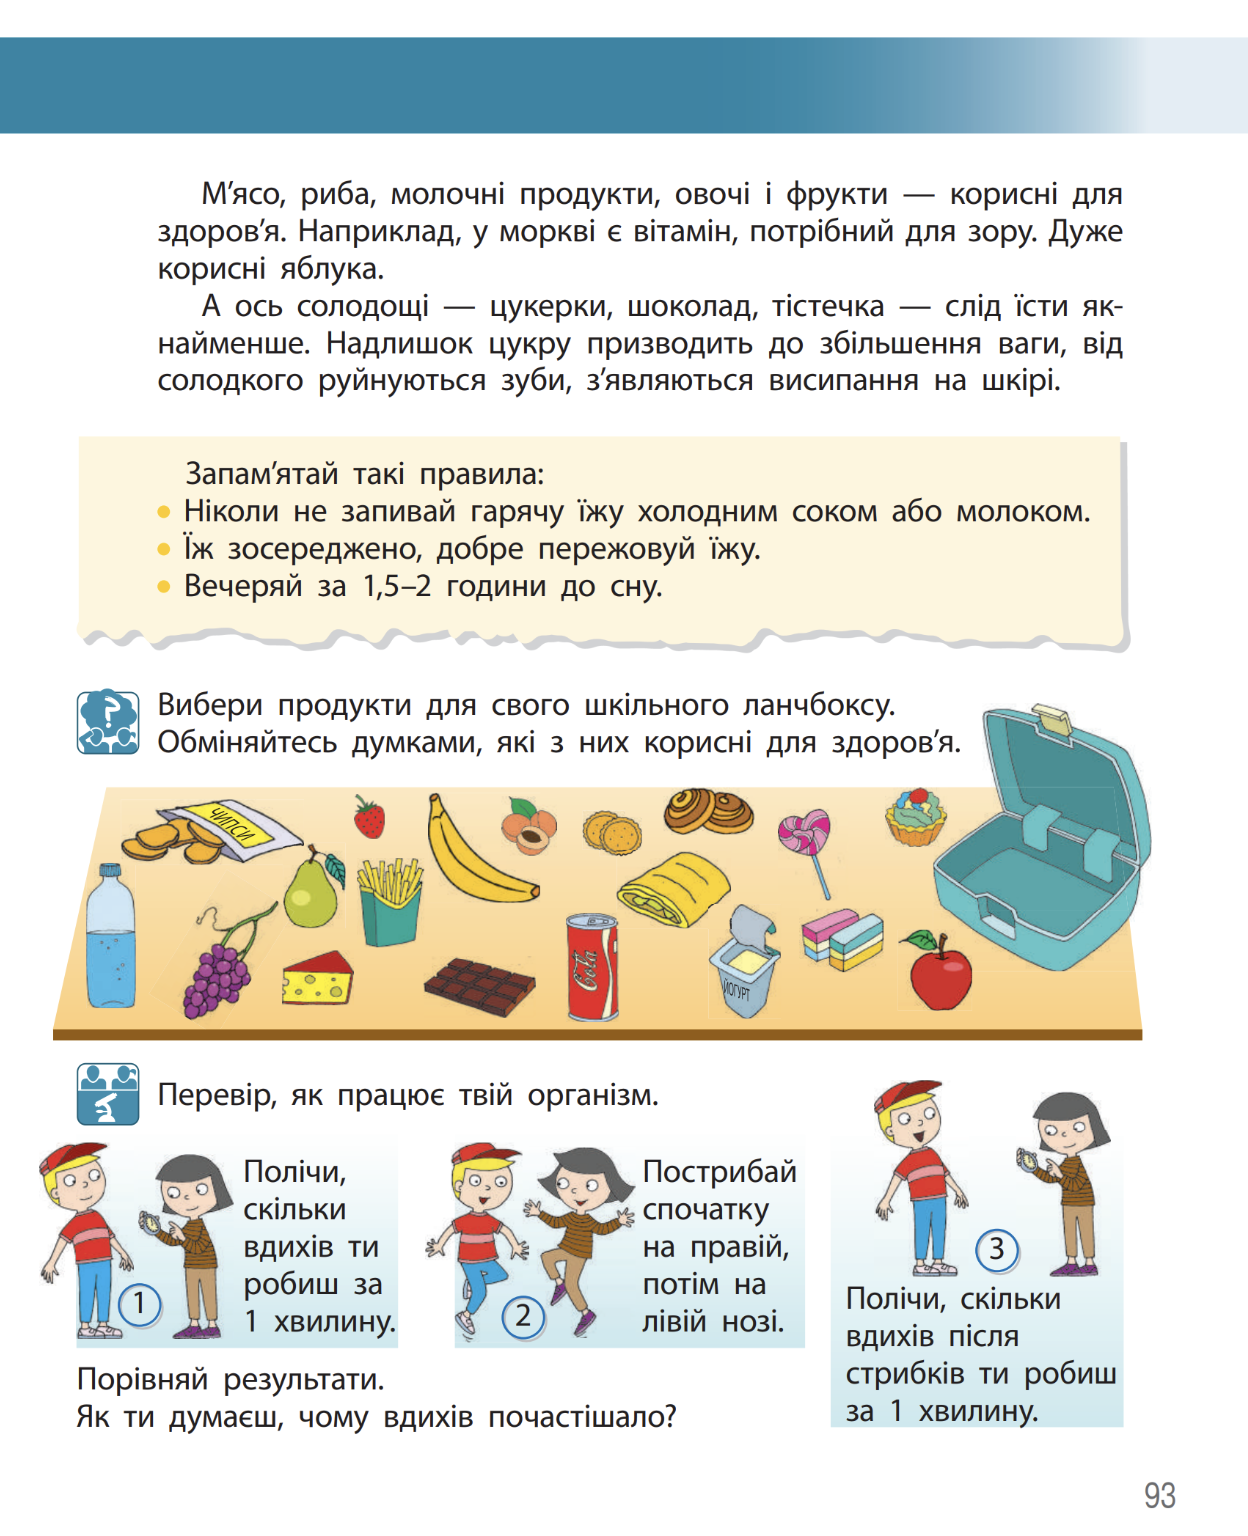 М’ясо, риба, молочні продукти, овочі і фрукти — корисні для
здоров’я. Наприклад, у моркві є вітамін, потрібний для зору. Дуже
корисні яблука.
А ось солодощі — цукерки, шоколад, тістечка — слід їсти як-
найменше. Надлишок цукру призводить до збільшення ваги, від
солодкого руйнуються зуби, з’являються висипання на шкірі.
Запам’ятай такі правила:
• Ніколи не запивай гарячу їжу холодним соком або молоком.
• Їж зосереджено, добре пережовуй їжу.
• Вечеряй за 1,5–2 години до сну.
?
Вибери продукти для свого шкільного ланчбоксу.
Обміняйтесь думками, які з них корисні для здоров’я.
ЧИПСИ
Cola
ЙОГУРТ
Перевір, як працює твій організм.
Полічи,
скільки
вдихів ти
робиш за
1 хвилину.
1
Пострибай
спочатку
на правій,
потім на
лівій нозі.
2
3
Полічи, скільки
вдихів після
стрибків ти робиш
за 1 хвилину.
Порівняй результати.
Як ти думаєш, чому вдихів почастішало?
93